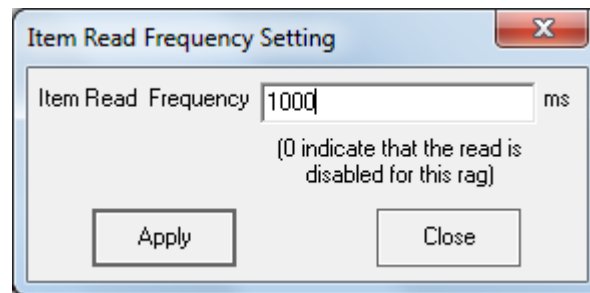 Item Read Frequency Setting
Item Read Frequency 1000 ms
(0 indicate that the read is
disabled for this rag)
Apply Close